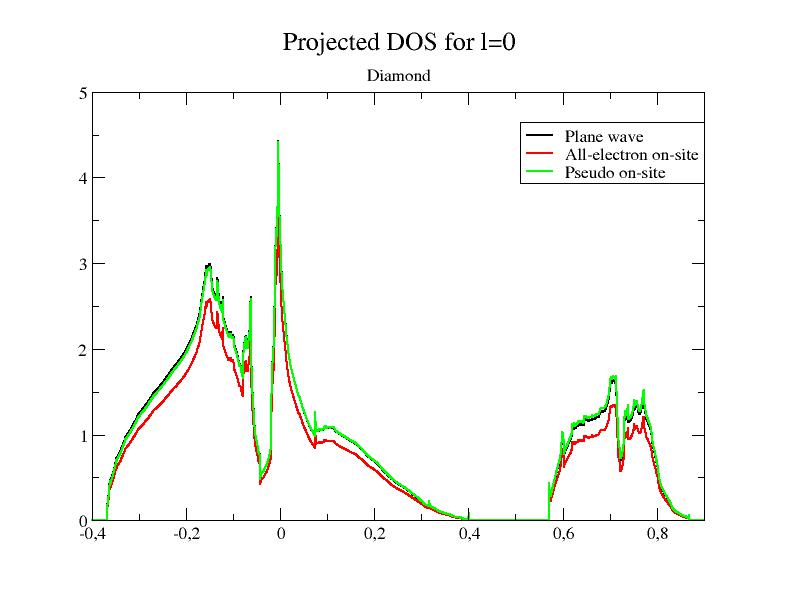 Projected DOS for l=0
Diamond
5
4
3
2
1
0
Plane wave
All-electron on-site
Pseudo on-site
-0,4 -0,2 0 0,2 0,4 0,6 0,8